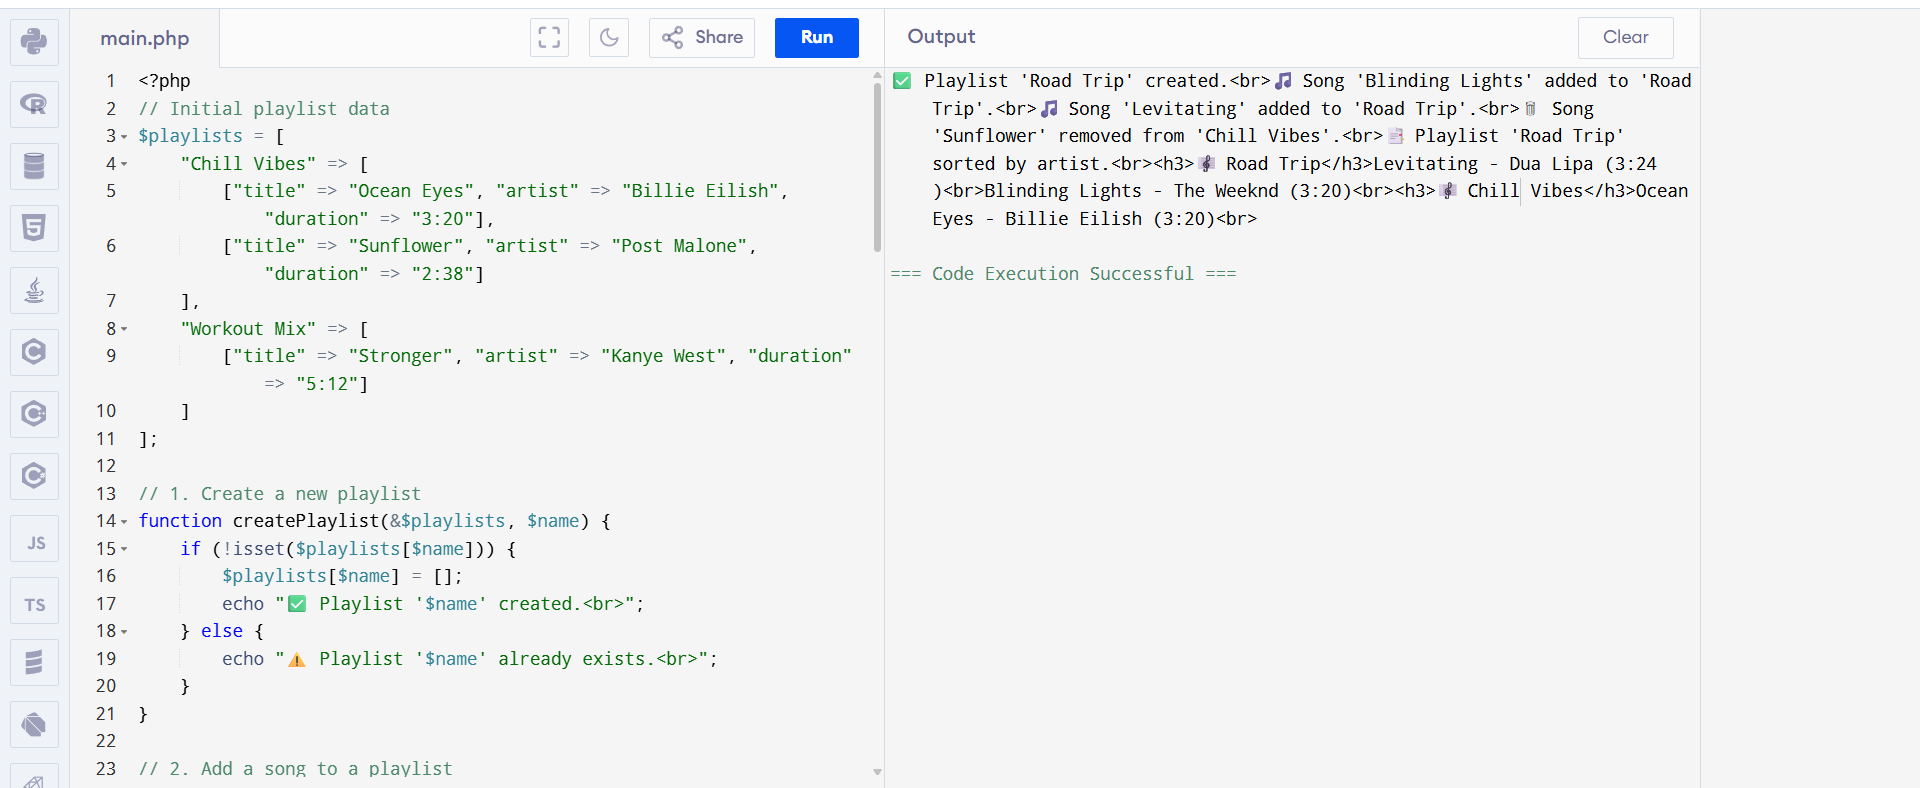 main.php
Share
Run
Output
Clear
JS
TS
1 <?php
2 // Initial playlist data
3 $playlists = [
4     "Chill Vibes" => [
5         ["title" => "Ocean Eyes", "artist" => "Billie Eilish",
            "duration" => "3:20"],
6         ["title" => "Sunflower", "artist" => "Post Malone",
            "duration" => "2:38"]
7     ],
8     "Workout Mix" => [
9         ["title" => "Stronger", "artist" => "Kanye West", "duration"
            => "5:12"]
10     ]
11 ];
12
13 // 1. Create a new playlist
14 function createPlaylist(&$playlists, $name) {
15     if (!isset($playlists[$name])) {
16         $playlists[$name] = [];
17         echo "✅ Playlist '$name' created.<br>";
18     } else {
19         echo "⚠️ Playlist '$name' already exists.<br>";
20     }
21 }
22
23 // 2. Add a song to a playlist
✅ Playlist 'Road Trip' created.<br>🎵 Song 'Blinding Lights' added to 'Road
Trip'.<br>🎵 Song 'Levitating' added to 'Road Trip'.<br>🗑️ Song
'Sunflower' removed from 'Chill Vibes'.<br>📑 Playlist 'Road Trip'
sorted by artist.<br><h3>🎼 Road Trip</h3>Levitating - Dua Lipa (3:24
)<br>Blinding Lights - The Weeknd (3:20)<br><h3>🎼 Chill Vibes</h3>Ocean
Eyes - Billie Eilish (3:20)<br>
=== Code Execution Successful ===